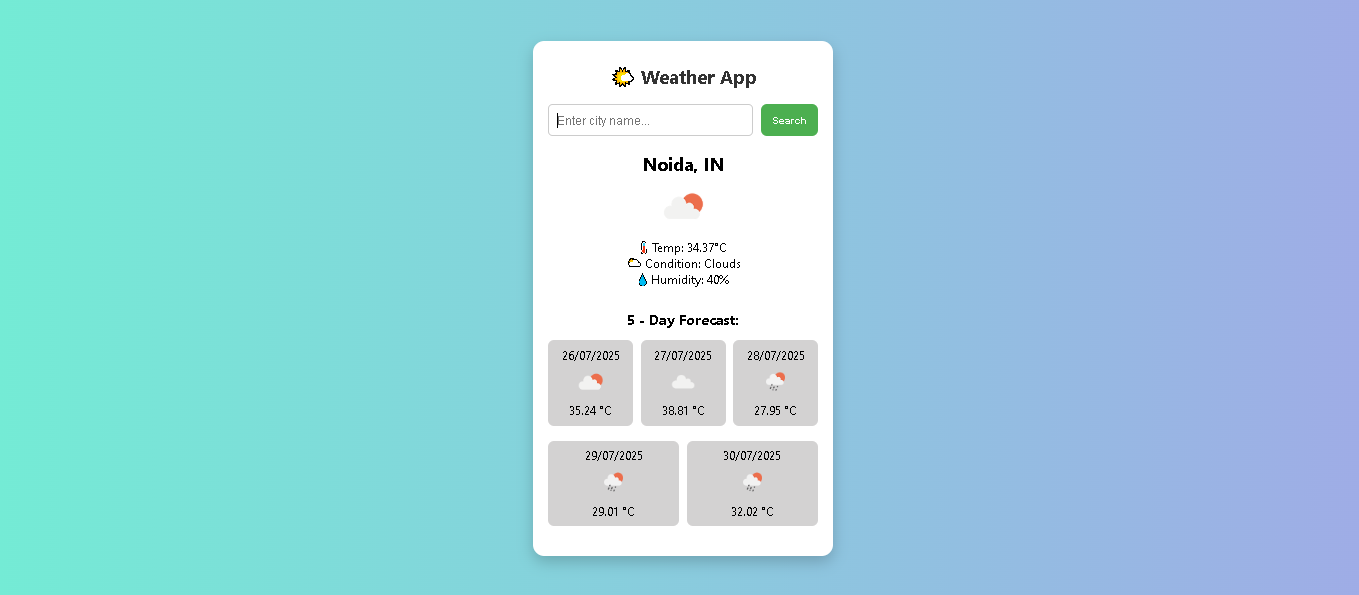 Weather App
Enter city name...
Search
Noida, IN
Temp: 34.37°C
Condition: Clouds
Humidity: 40%
5 - Day Forecast:
26/07/2025
35.24 °C
27/07/2025
38.81 °C
28/07/2025
27.95 °C
29/07/2025
29.01 °C
30/07/2025
32.02 °C